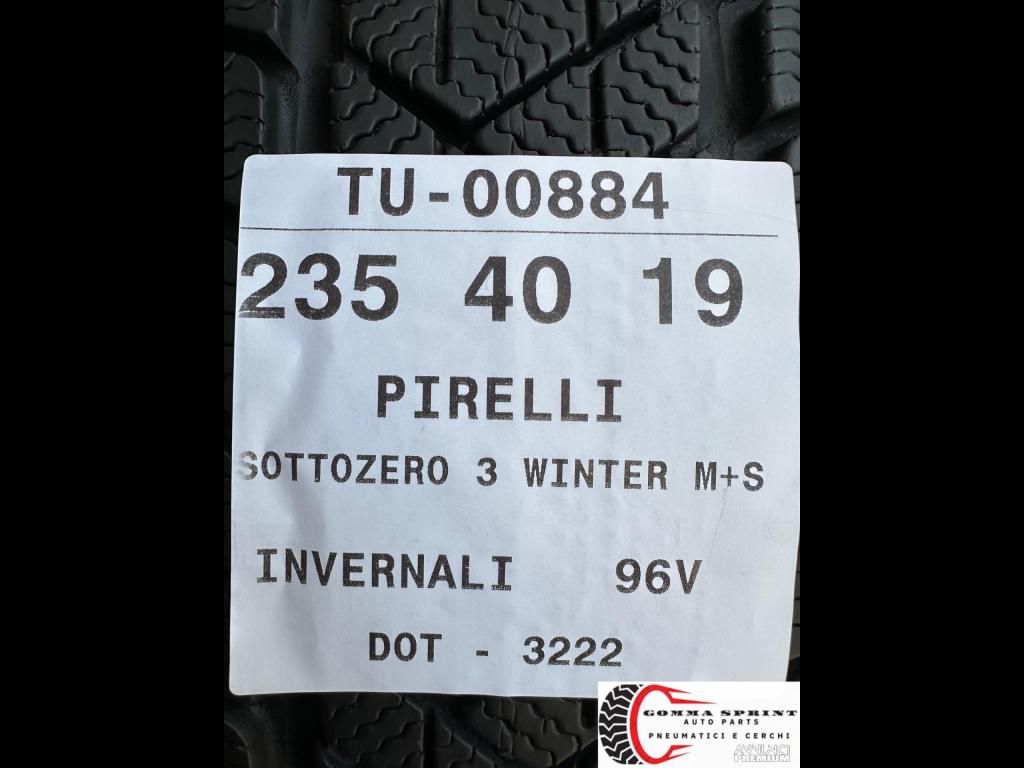 TU-00884
235 40 19
PIRELLI
SOTTOZERO 3 WINTER M+S
INVERNALI 96V
DOT - 3222
GOMMA SPRINT
AUTO PARTS
PNEUMATICI E CERCHI
ANNUNCI
PREMIUM